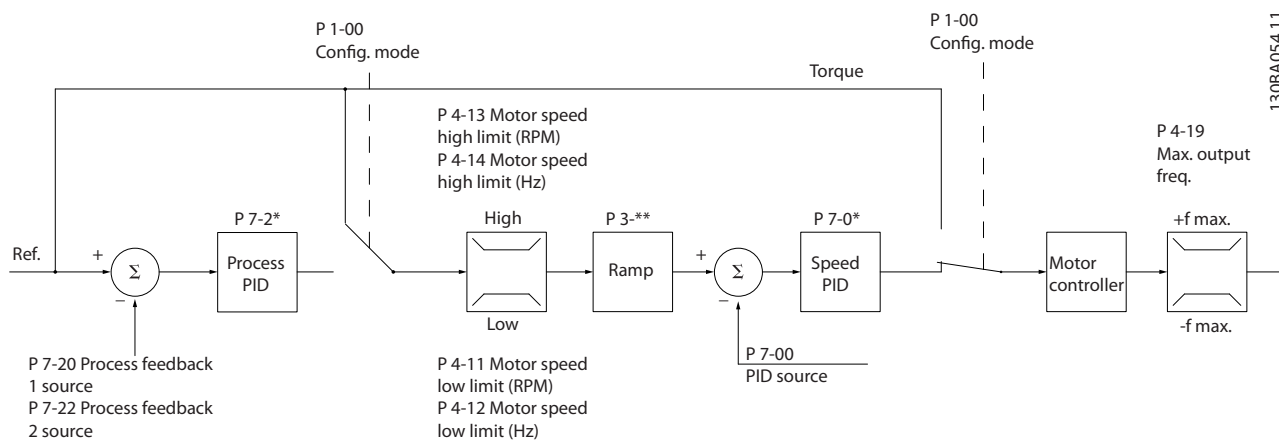 P 1-00
Config. mode
P 1-00
Config. mode
130BA054.11
Torque
P 4-13 Motor speed
high limit (RPM)
P 4-14 Motor speed
high limit (Hz)
P 4-19
Max. output
freq.
P 7-2*
High
P 3-**
P 7-0*
+f max.
Ref.
+
Σ
−
Process
PID
Ramp
+
Σ
−
Speed
PID
Motor
controller
Low
-f max.
P 7-20 Process feedback
1 source
P 7-22 Process feedback
2 source
P 4-11 Motor speed
low limit (RPM)
P 4-12 Motor speed
low limit (Hz)
P 7-00
PID source